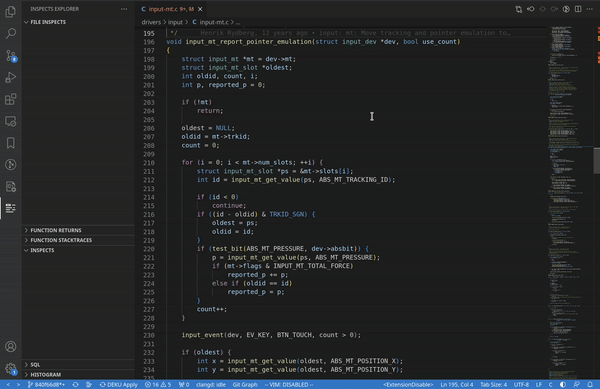 INSPECTS EXPLORER
FILE INSPECTS
FUNCTION RETURNS
FUNCTION STACKTRACES
INSPECTS
SQL
HISTOGRAM
input-mt.c 9+, M
drivers > input > input-mt.c > ...
Henrik Rydberg, 12 years ago • input: mt: Move tracking and pointer emulation to…
195 */
196 void input_mt_report_pointer_emulation(struct input_dev *dev, bool use_count)
197 {
198 struct input_mt *mt = dev->mt;
199 struct input_mt_slot *oldest;
200 int oldid, count, i;
201 int p, reported_p = 0;
202
203 if (!mt)
204 return;
205
206 oldest = NULL;
207 oldid = mt->trkid;
208 count = 0;
209
210 for (i = 0; i < mt->num_slots; ++i) {
211 struct input_mt_slot *ps = &mt->slots[i];
212 int id = input_mt_get_value(ps, ABS_MT_TRACKING_ID);
213
214 if (id < 0)
215 continue;
216 if ((id - oldid) & TRKID_SGN) {
217 oldest = ps;
218 oldid = id;
219 }
220 if (test_bit(ABS_MT_PRESSURE, dev->absbit)) {
221 p = input_mt_get_value(ps, ABS_MT_PRESSURE);
222 if (mt->flags & INPUT_MT_TOTAL_FORCE)
223 reported_p += p;
224 else if (oldid == id)
225 reported_p = p;
226 }
227 count++;
228 }
229
230 input_event(dev, EV_KEY, BTN_TOUCH, count > 0);
231
232 if (oldest) {
233 int x = input_mt_get_value(oldest, ABS_MT_POSITION_X);
234 int y = input_mt_get_value(oldest, ABS_MT_POSITION_Y);
840f66d8*+ DEKU Apply 16 5 0 clangd: idle Git Graph -- VIM: DISABLED -- <ExtensionDisable> Ln 195, Col 4 Tab Size: 4 UTF-8 LF C